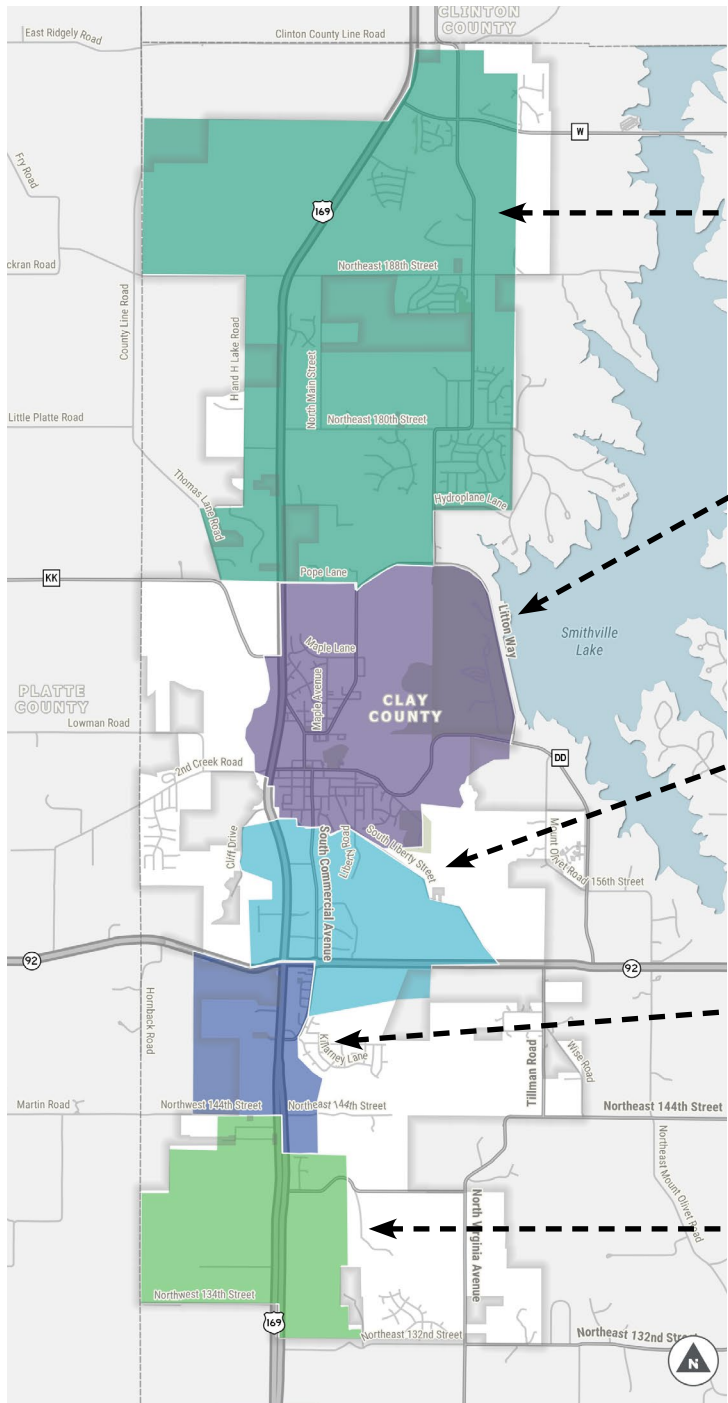 CLINTON
COUNTY
East Ridgely Road
Clinton County Line Road
W
Fry Road
169
ckran Road
Northeast 188th Street
County Line Road
H and H Lake Road
North Main Street
Little Platte Road
Northeast 180th Street
Thomas Lane Road
Hydroplane Lane
KK
Pope Lane
Litton Way
Smithville
Lake
Maple Lane
Maple Avenue
CLAY
COUNTY
PLATTE
COUNTY
Lowman Road
2nd Creek Road
DD
Cliff Drive
South Commercial Avenue
Liberty Road
South Liberty Street
Mount Olivet Road
156th Street
92
92
Hornback Road
Killarney Lane
Tillman Road
Wise Road
Martin Road
Northwest 144th Street
Northeast 144th Street
Northeast 144th Street
Northeast Mount Olivet Road
North Virginia Avenue
Northwest 134th Street
169
Northeast 132nd Street
Northeast 132nd Street
N